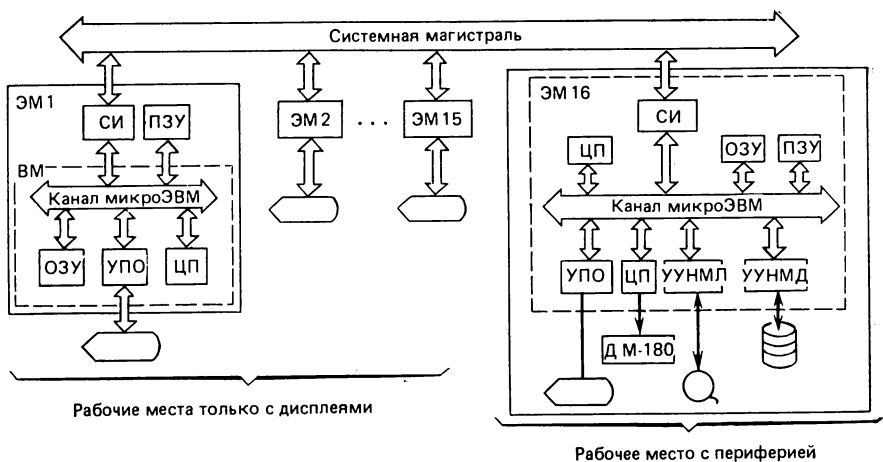 Системная магистраль
ЭМ 1
СИ
ПЗУ
ВМ
Канал микроЭВМ
ОЗУ
УПО
ЦП
ЭМ 2
. . .
ЭМ 15
ЭМ 16
СИ
ЦП
ОЗУ
ПЗУ
Канал микроЭВМ
УПО
ЦП
УУНМЛ
УУНМД
Д М-180
Рабочие места только с дисплеями
Рабочее место с периферией